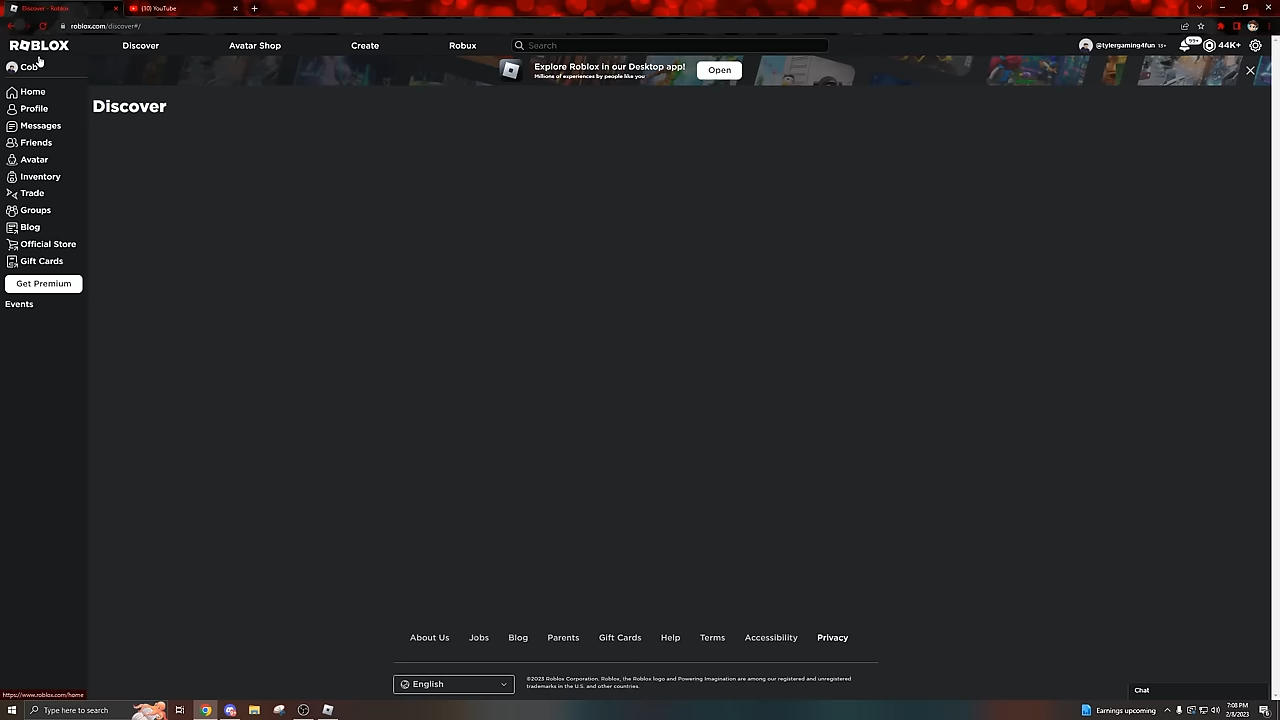 Discover - Roblox
(10) YouTube
roblox.com/discover#/
ROBLOX
Discover
Avatar Shop
Create
Robux
Search
@tylergaming4fun 13+
99+
44K+
Cob
Explore Roblox in our Desktop app!
Millions of experiences by people like you
Open
Home
Profile
Messages
Friends
Avatar
Inventory
Trade
Groups
Blog
Official Store
Gift Cards
Get Premium
Events
Discover
About Us
Jobs
Blog
Parents
Gift Cards
Help
Terms
Accessibility
Privacy
English
©2023 Roblox Corporation. Roblox, the Roblox logo and Powering Imagination are among our registered and unregistered
trademarks in the U.S. and other countries.
Chat
https://www.roblox.com/home
Type here to search
Earnings upcoming
7:08 PM
2/8/2023